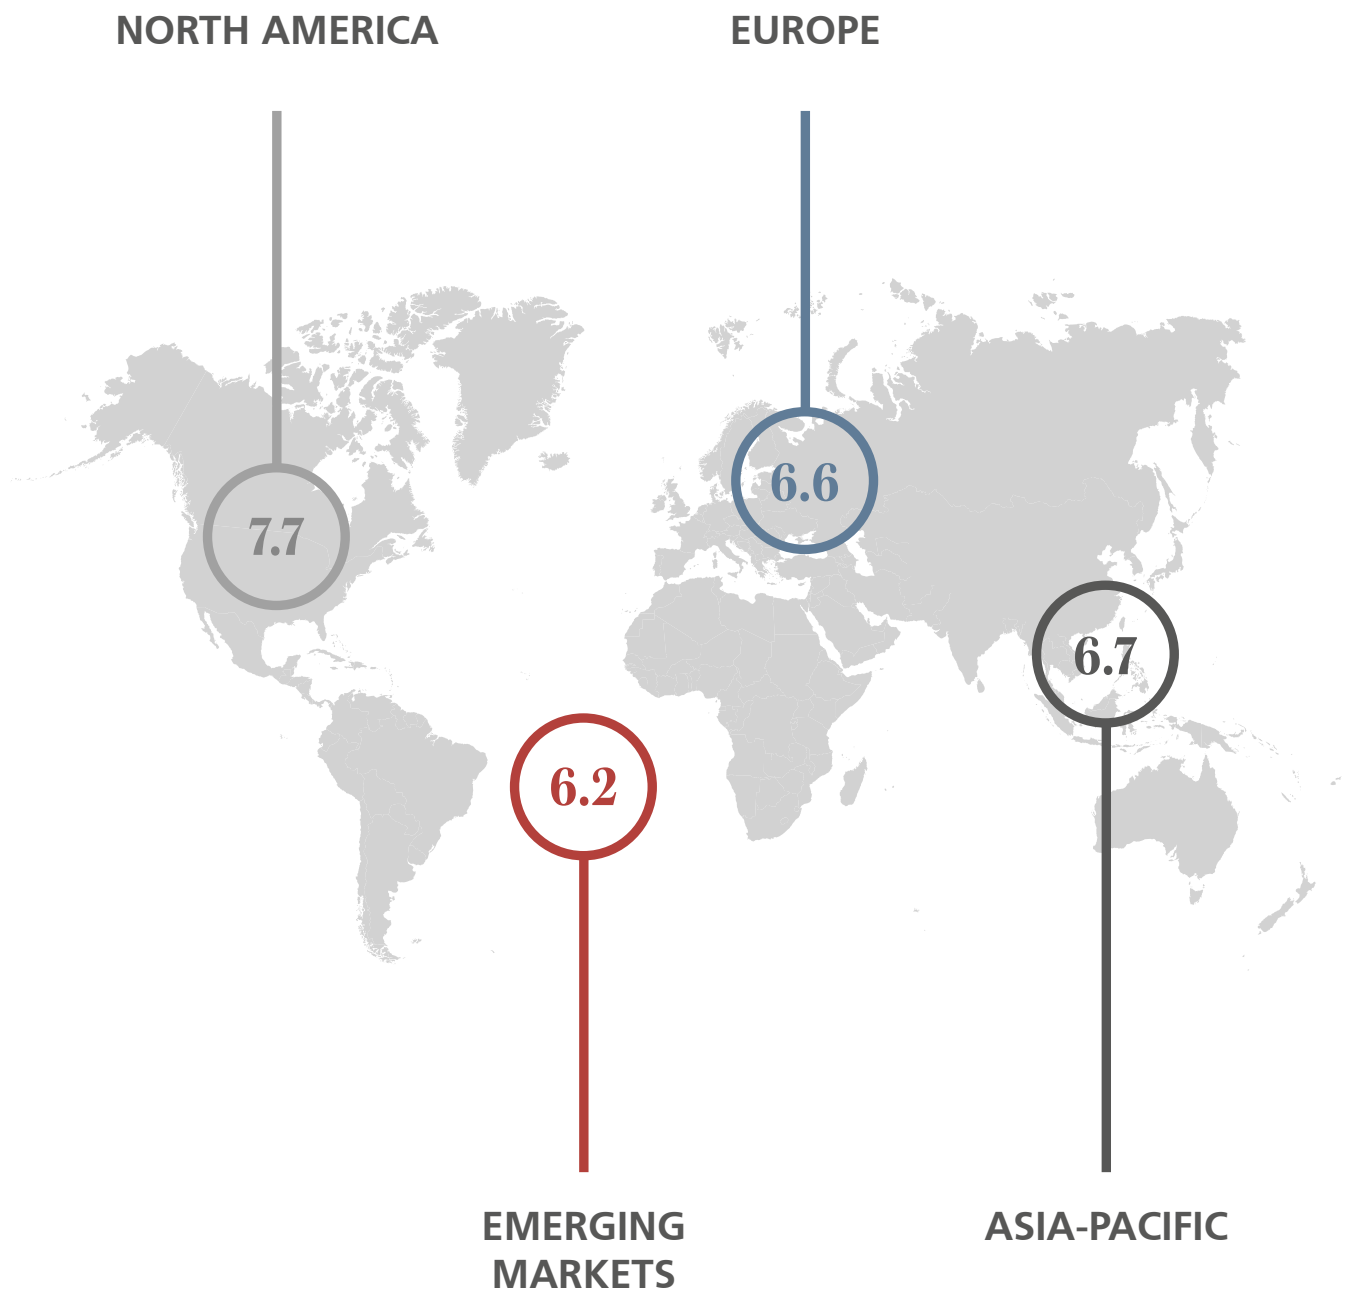 NORTH AMERICA
EUROPE
6.6
7.7
6.7
6.2
EMERGING
MARKETS
ASIA-PACIFIC